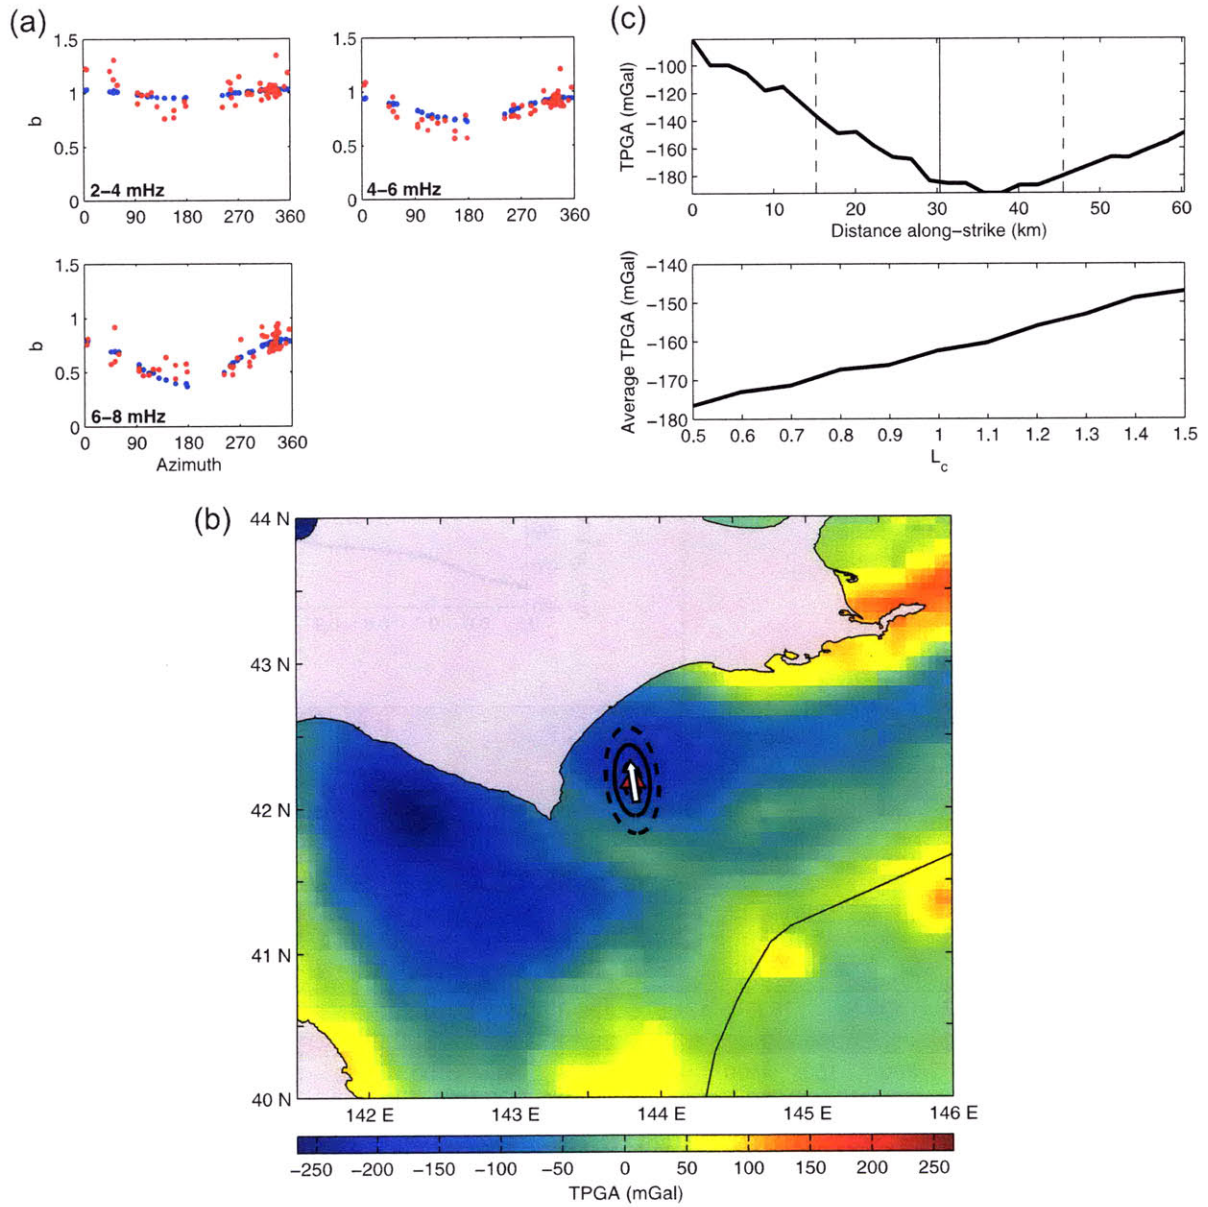 (a)
1.5
1
b
0.5
2−4 mHz
0
0 90 180 270 360
1.5
1
0.5
4−6 mHz
0
0 90 180 270 360
1.5
1
b
0.5
6−8 mHz
0
0 90 180 270 360
Azimuth
(c)
TPGA (mGal)
−100
−120
−140
−160
−180
0 10 20 30 40 50 60
Distance along−strike (km)
Average TPGA (mGal)
−140
−150
−160
−170
−180
0.5 0.6 0.7 0.8 0.9 1 1.1 1.2 1.3 1.4 1.5
Lc
(b)
44 N
43 N
42 N
41 N
40 N
142 E 143 E 144 E 145 E 146 E
−250 −200 −150 −100 −50 0 50 100 150 200 250
TPGA (mGal)